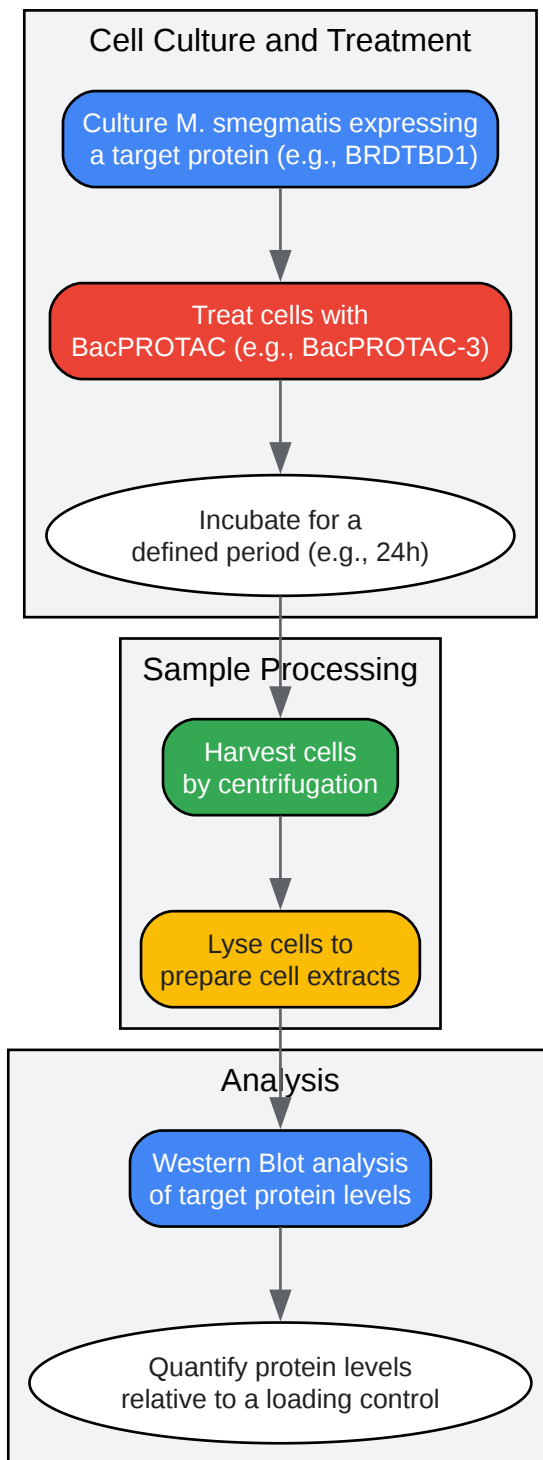 Cell Culture and Treatment
Culture M. smegmatis expressing
a target protein (e.g., BRDTBD1)
Treat cells with
BacPROTAC (e.g., BacPROTAC-3)
Incubate for a
defined period (e.g., 24h)
Sample Processing
Harvest cells
by centrifugation
Lyse cells to
prepare cell extracts
Analysis
Western Blot analysis
of target protein levels
Quantify protein levels
relative to a loading control